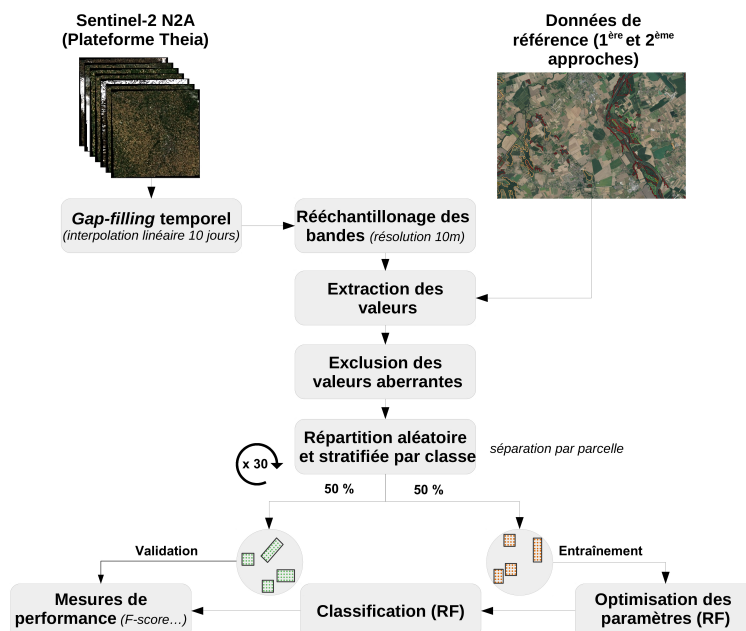 Sentinel-2 N2A
(Plateforme Theia)
Données de
référence (1ère et 2ème
approches)
Gap-filling temporel
(interpolation linéaire 10 jours)
Rééchantillonage des
bandes (résolution 10m)
Extraction des
valeurs
Exclusion des
valeurs aberrantes
Répartition aléatoire
et stratifiée par classe
séparation par parcelle
x 30
50 %
50 %
Validation
Entraînement
Mesures de
performance (F-score…)
Classification (RF)
Optimisation des
paramètres (RF)